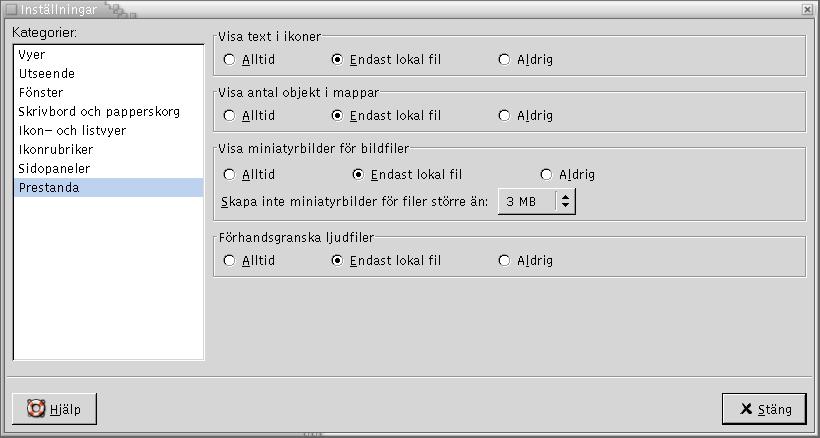 Inställningar
Kategorier:
Vyer
Utseende
Fönster
Skrivbord och papperskorg
Ikon- och listvyer
Ikonrubriker
Sidopaneler
Prestanda
Visa text i ikoner
Alltid Endast lokal fil Aldrig
Visa antal objekt i mappar
Alltid Endast lokal fil Aldrig
Visa miniatyrbilder för bildfiler
Alltid Endast lokal fil Aldrig
Skapa inte miniatyrbilder för filer större än: 3 MB
Förhandsgranska ljudfiler
Alltid Endast lokal fil Aldrig
Hjälp Stäng